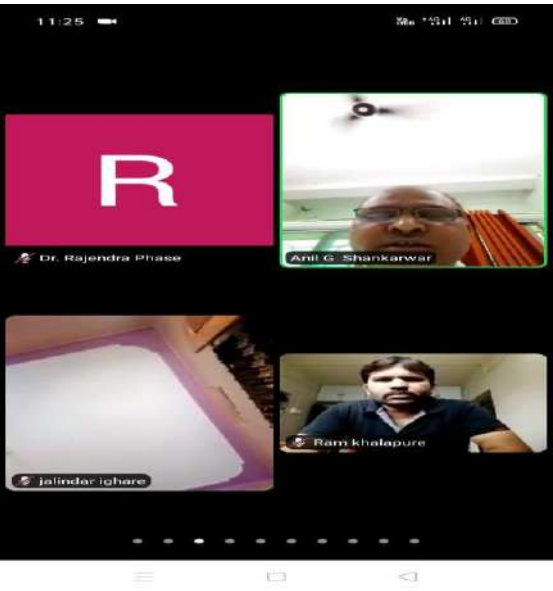 11:25
R
Dr. Rajendra Phase
Anil G Shankarwar
jalindar ighare
Ram khalapure